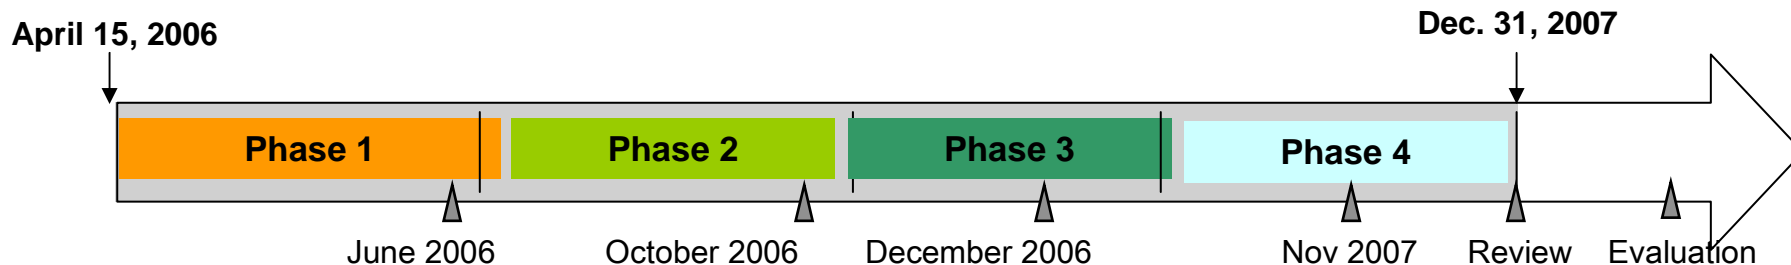 April 15, 2006
Dec. 31, 2007
Phase 1
Phase 2
Phase 3
Phase 4
June 2006
October 2006
December 2006
Nov 2007
Review
Evaluation